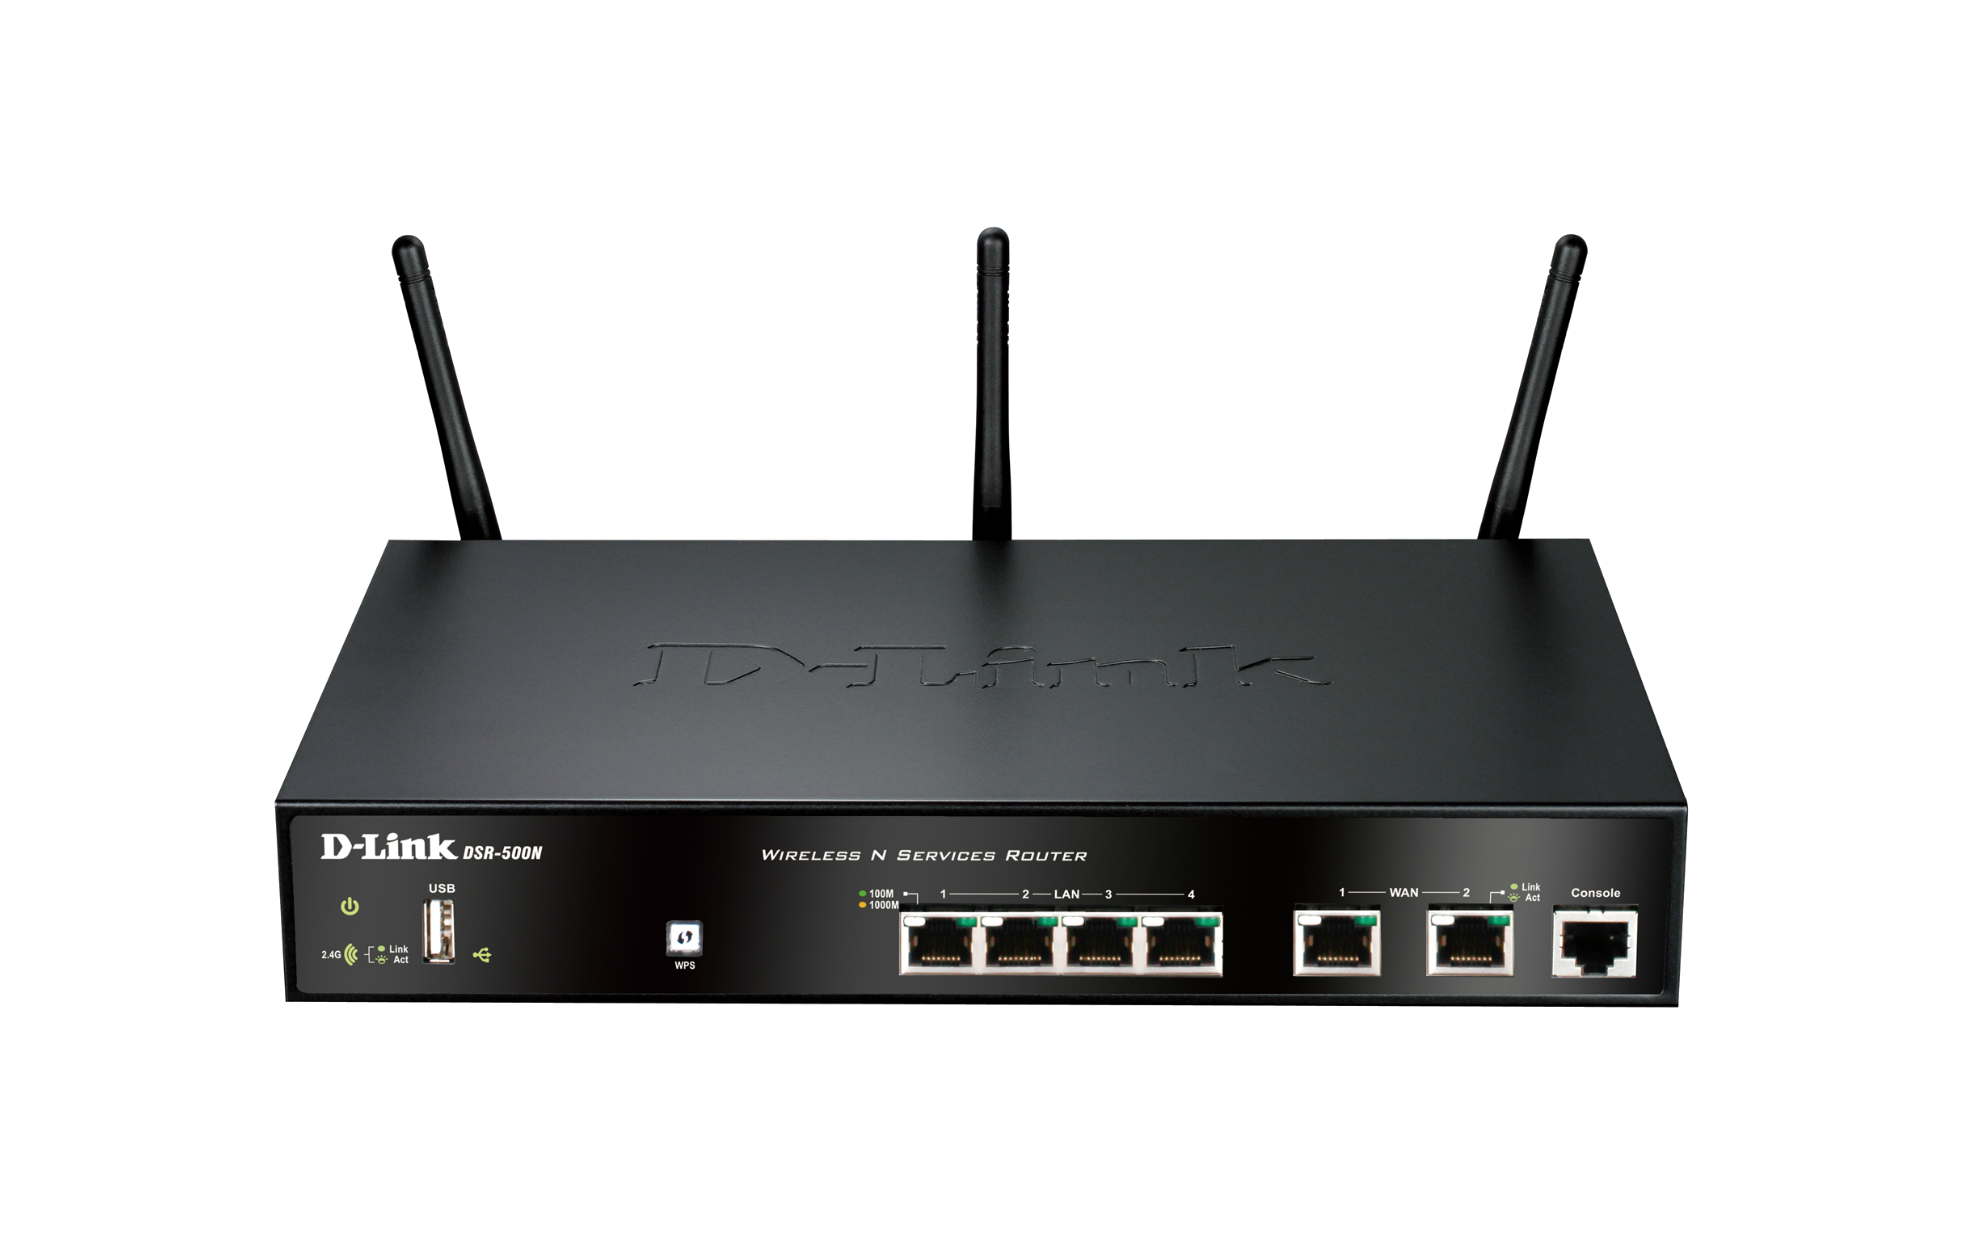 D-Link
D-Link DSR-500N
WIRELESS N SERVICES ROUTER
USB
2.4G
Link
Act
WPS
100M
1000M
1 2 LAN 3 4
1 WAN 2
Link
Act
Console